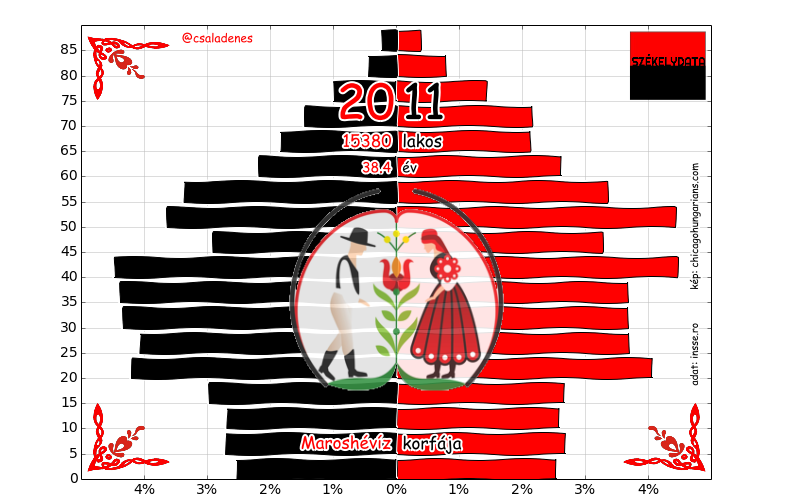 @csaladenes
SZÉKELYDATA
2011
15380 lakos
38.4 év
kép: chicagohungarians.com
adat: insse.ro
Maroshévíz korfája
85
80
75
70
65
60
55
50
45
40
35
30
25
20
15
10
5
0
4% 3% 2% 1% 0% 1% 2% 3% 4%